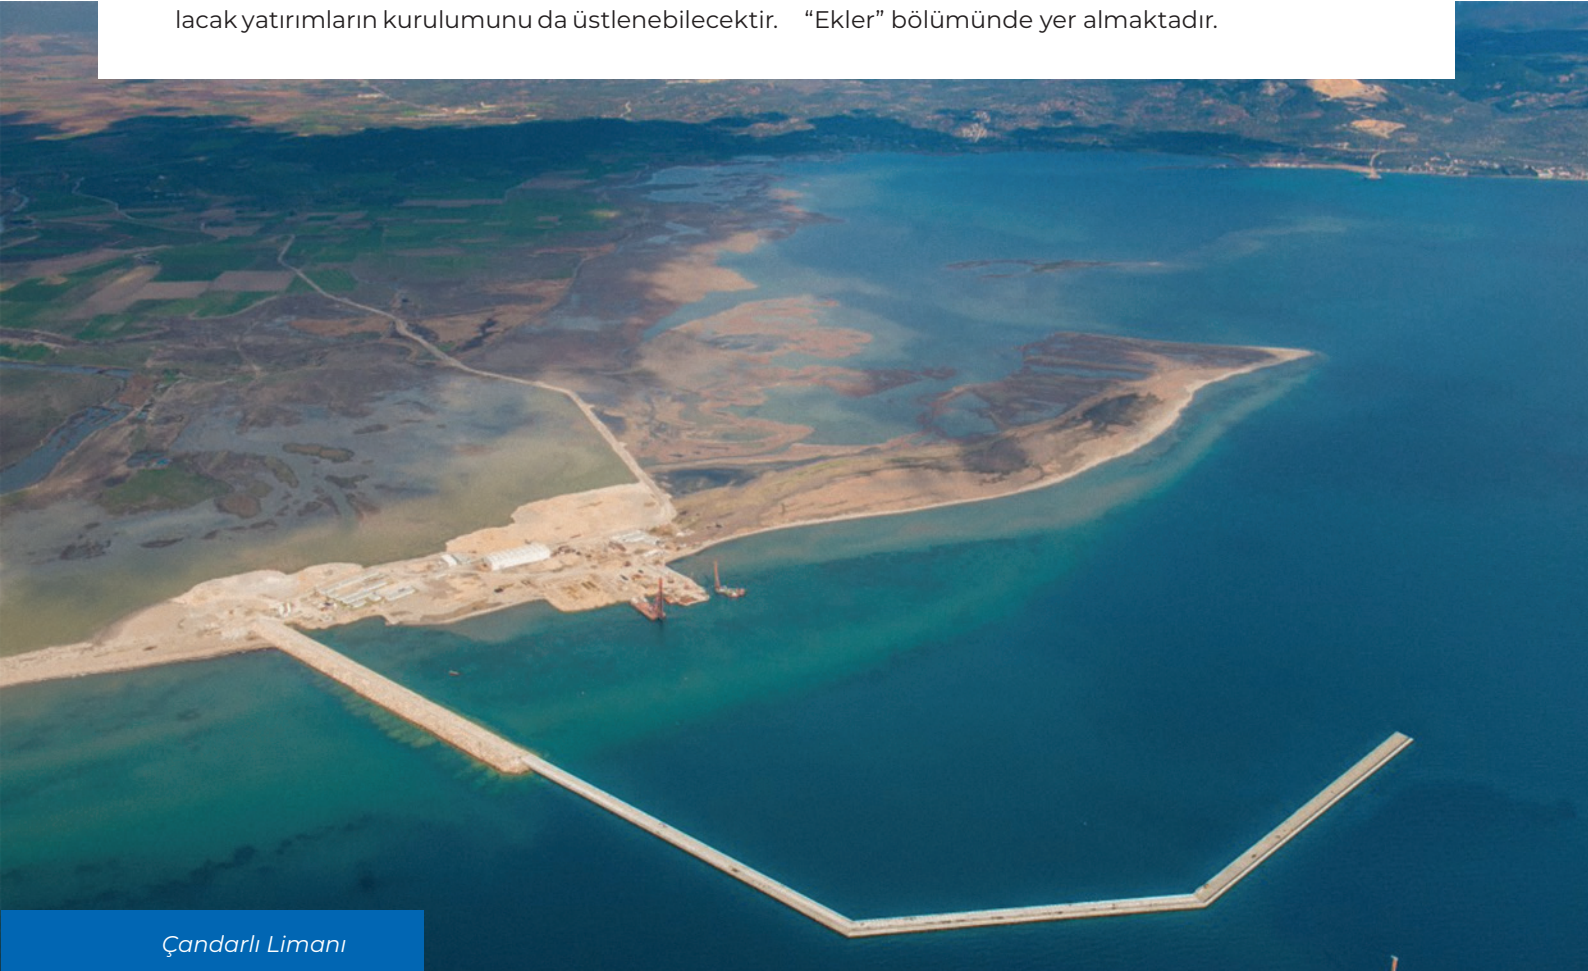 lacak yatırımların kurulumunu da üstlenebilecektir.
“Ekler” bölümünde yer almaktadır.
Çandarlı Limanı